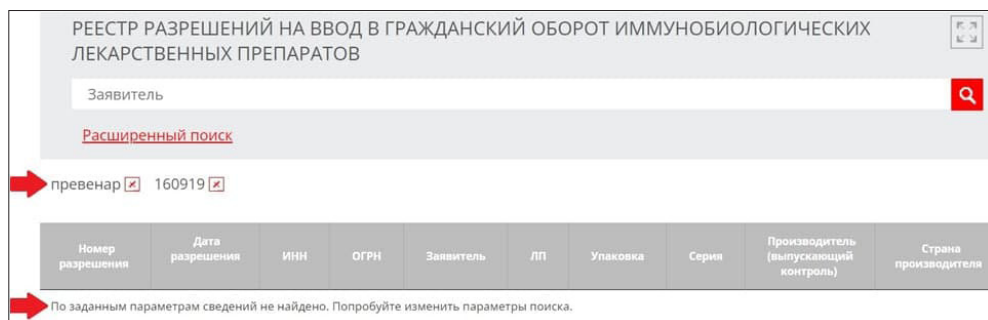 РЕЕСТР РАЗРЕШЕНИЙ НА ВВОД В ГРАЖДАНСКИЙ ОБОРОТ ИММУНОБИОЛОГИЧЕСКИХ
ЛЕКАРСТВЕННЫХ ПРЕПАРАТОВ
Заявитель
Расширенный поиск
превенар 160919
Номер разрешения Дата разрешения ИНН ОГРН Заявитель ЛП Упаковка Серия Производитель (выпускающий контроль) Страна производителя
По заданным параметрам сведений не найдено. Попробуйте изменить параметры поиска.